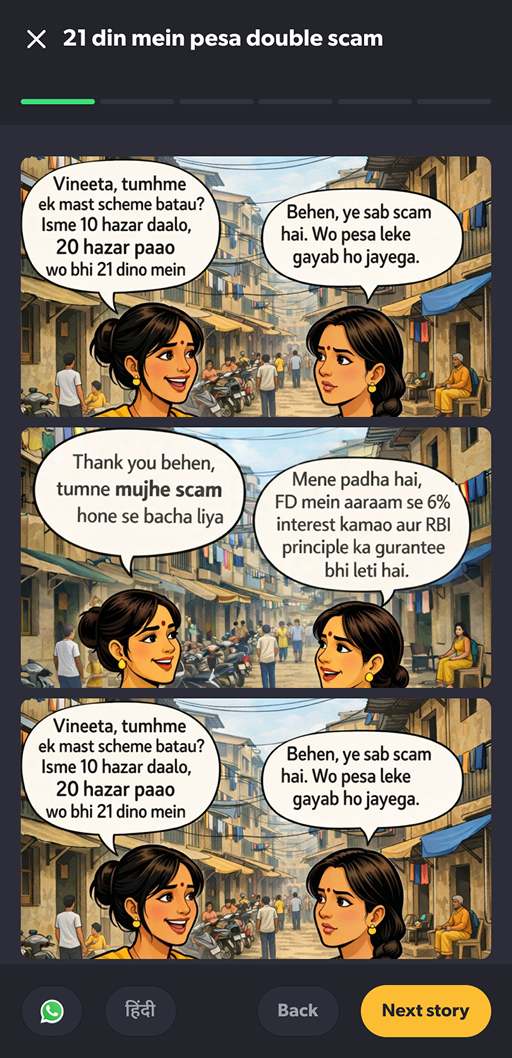 21 din mein pesa double scam
Vineeta, tumhme
ek mast scheme batau?
Isme 10 hazar daalo,
20 hazar paao
wo bhi 21 dino mein
Behen, ye sab scam
hai. Wo pesa leke
gayab ho jayega.
Thank you behen,
tumne mujhe scam
hone se bacha liya
Mene padha hai,
FD mein aaraam se 6%
interest kamao aur RBI
principle ka gurantee
bhi leti hai.
Vineeta, tumhme
ek mast scheme batau?
Isme 10 hazar daalo,
20 hazar paao
wo bhi 21 dino mein
Behen, ye sab scam
hai. Wo pesa leke
gayab ho jayega.
हिंदी
Back
Next story